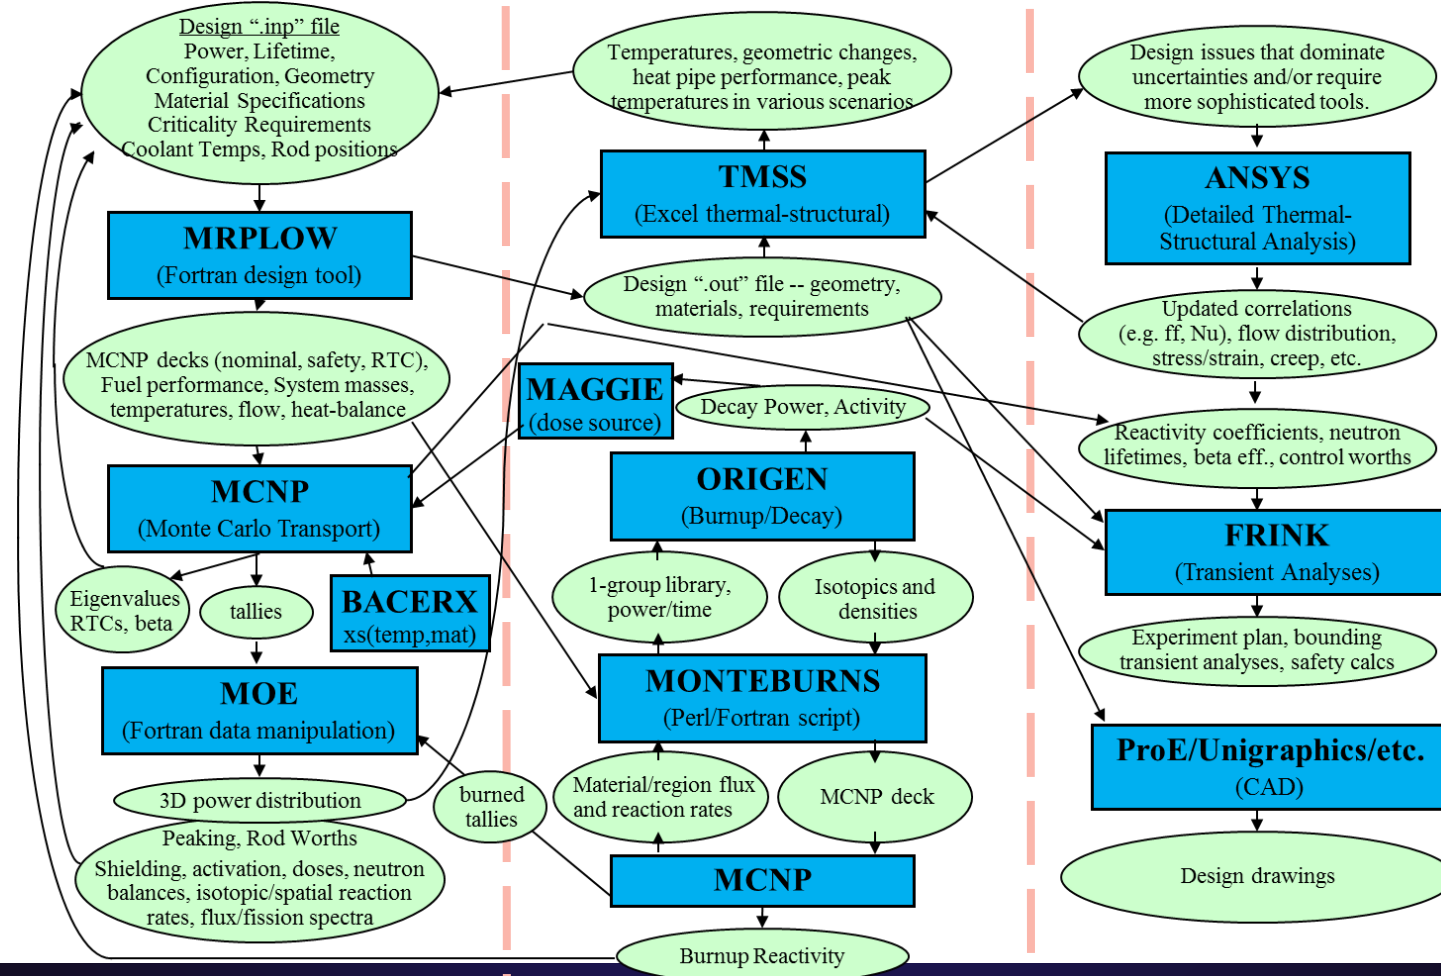 Design “.inp” file
Power, Lifetime,
Configuration, Geometry
Material Specifications
Criticality Requirements
Coolant Temps, Rod positions
MRPLOW
(Fortran design tool)
MCNP decks (nominal, safety, RTC),
Fuel performance, System masses,
temperatures, flow, heat-balance
MCNP
(Monte Carlo Transport)
Eigenvalues
RTCs, beta
tallies
BACERX
xs(temp,mat)
MOE
(Fortran data manipulation)
3D power distribution
Peaking, Rod Worths
Shielding, activation, doses, neutron
balances, isotopic/spatial reaction
rates, flux/fission spectra
Temperatures, geometric changes,
heat pipe performance, peak
temperatures in various scenarios
TMSS
(Excel thermal-structural)
Design “.out” file -- geometry,
materials, requirements
MAGGIE
(dose source)
Decay Power, Activity
ORIGEN
(Burnup/Decay)
1-group library,
power/time
Isotopics and
densities
MONTEBURNS
(Perl/Fortran script)
burned
tallies
Material/region flux
and reaction rates
MCNP deck
MCNP
Burnup Reactivity
Design issues that dominate
uncertainties and/or require
more sophisticated tools.
ANSYS
(Detailed Thermal-
Structural Analysis)
Updated correlations
(e.g. ff, Nu), flow distribution,
stress/strain, creep, etc.
Reactivity coefficients, neutron
lifetimes, beta eff., control worths
FRINK
(Transient Analyses)
Experiment plan, bounding
transient analyses, safety calcs
ProE/Unigraphics/etc.
(CAD)
Design drawings